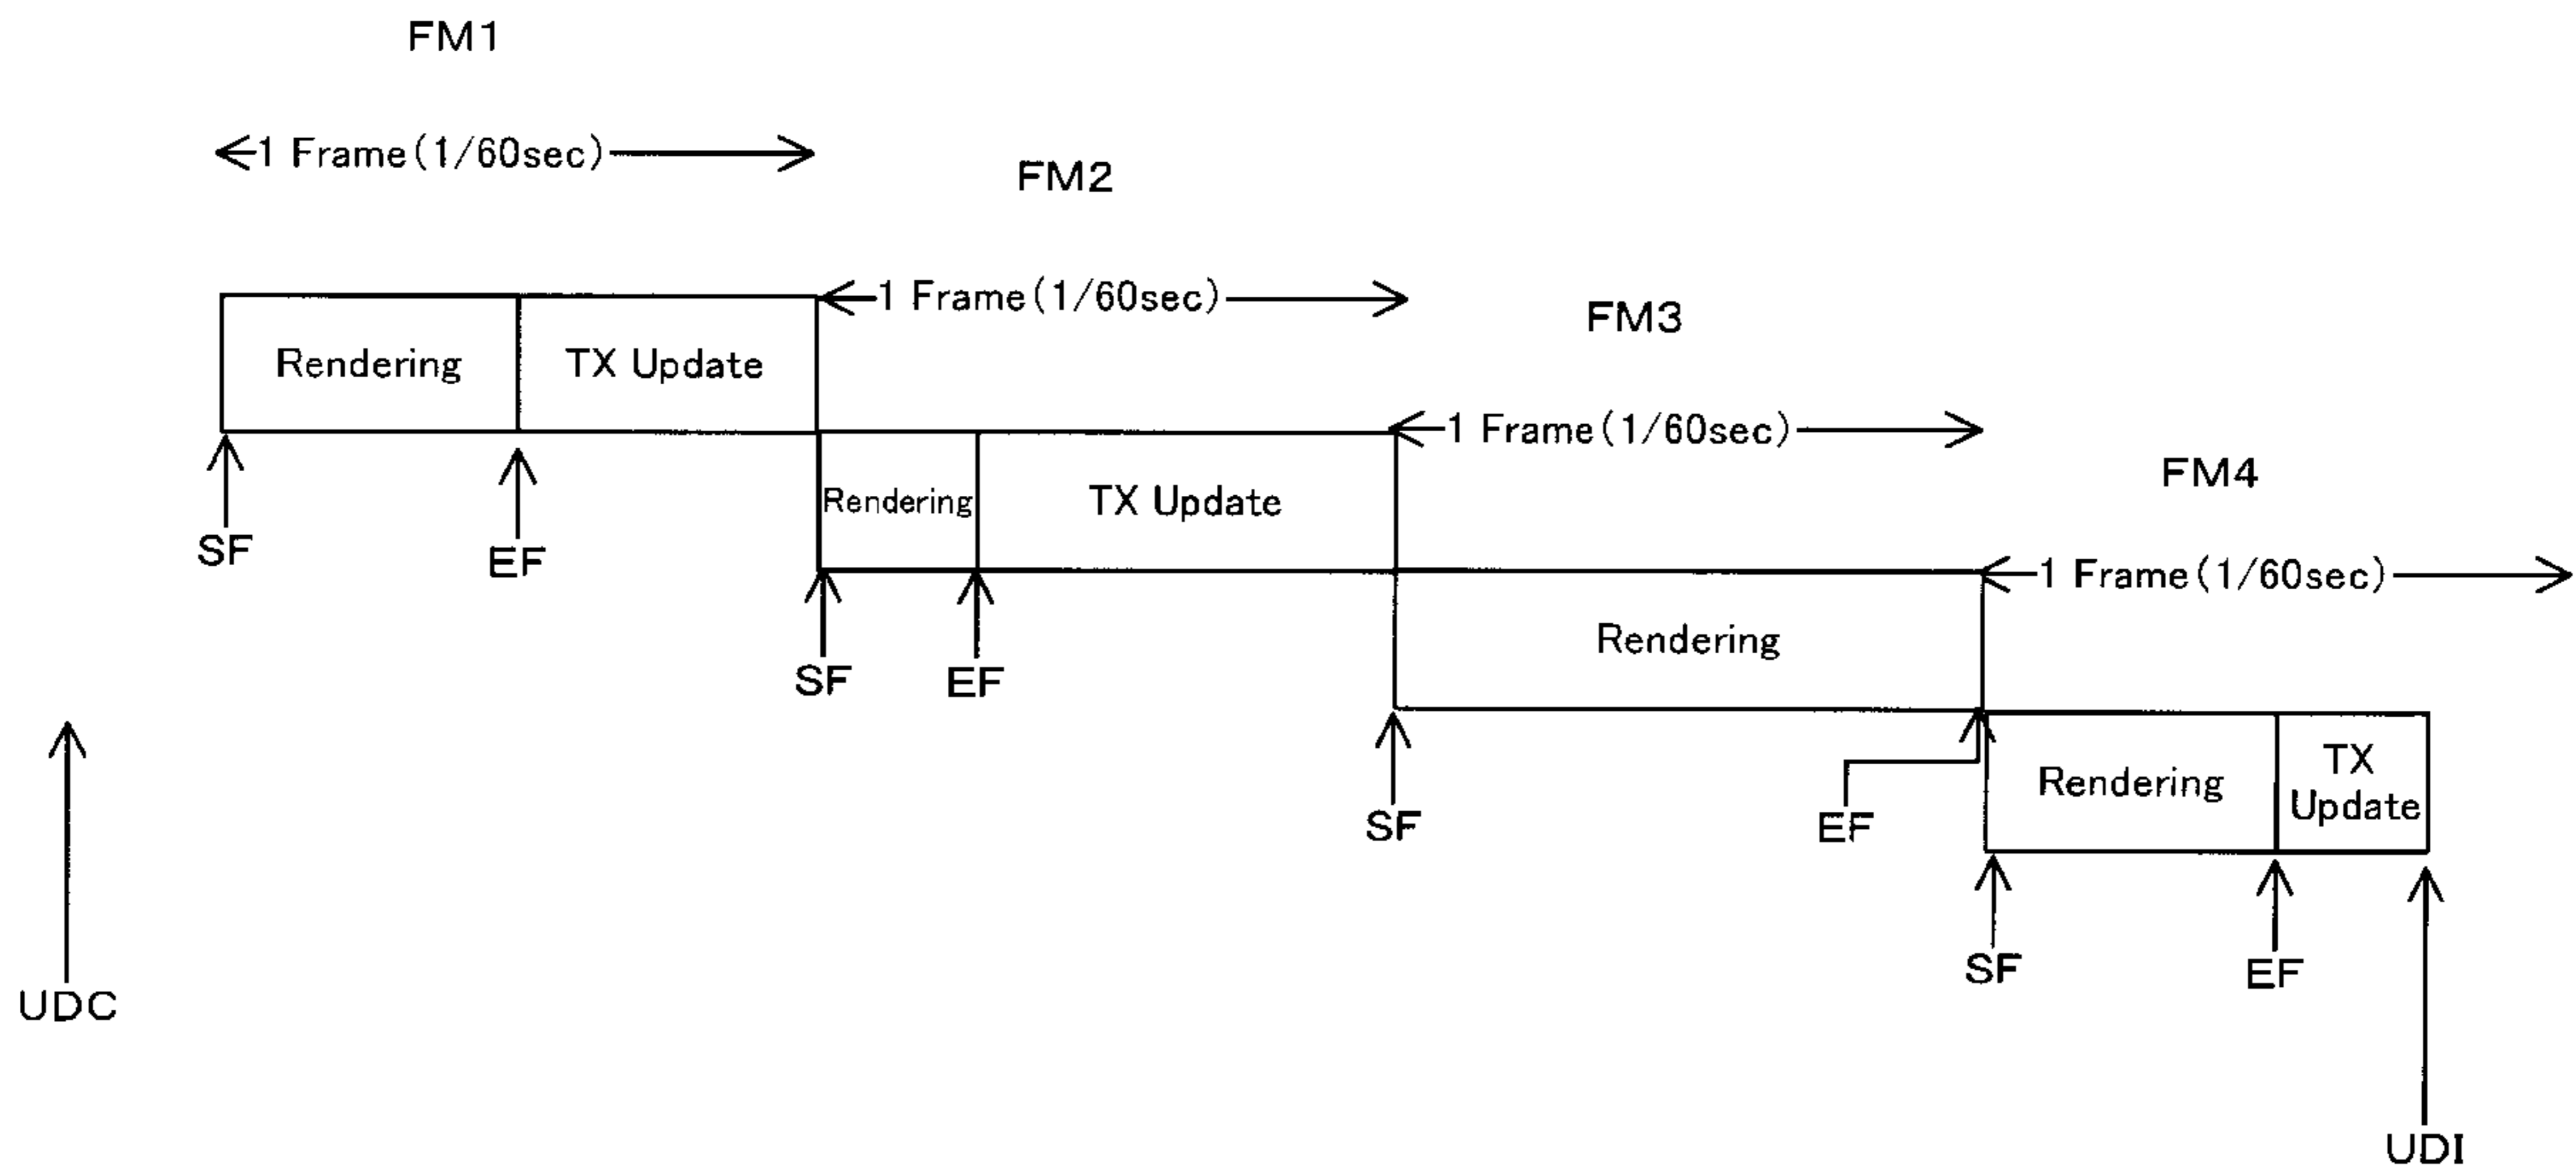 FM1
1 Frame(1/60sec)
FM2
1 Frame(1/60sec)
FM3
1 Frame(1/60sec)
FM4
1 Frame(1/60sec)
Rendering
TX Update
SF
EF
Rendering
TX Update
SF
EF
Rendering
SF
EF
Rendering
TX
Update
SF
EF
UDC
UDI